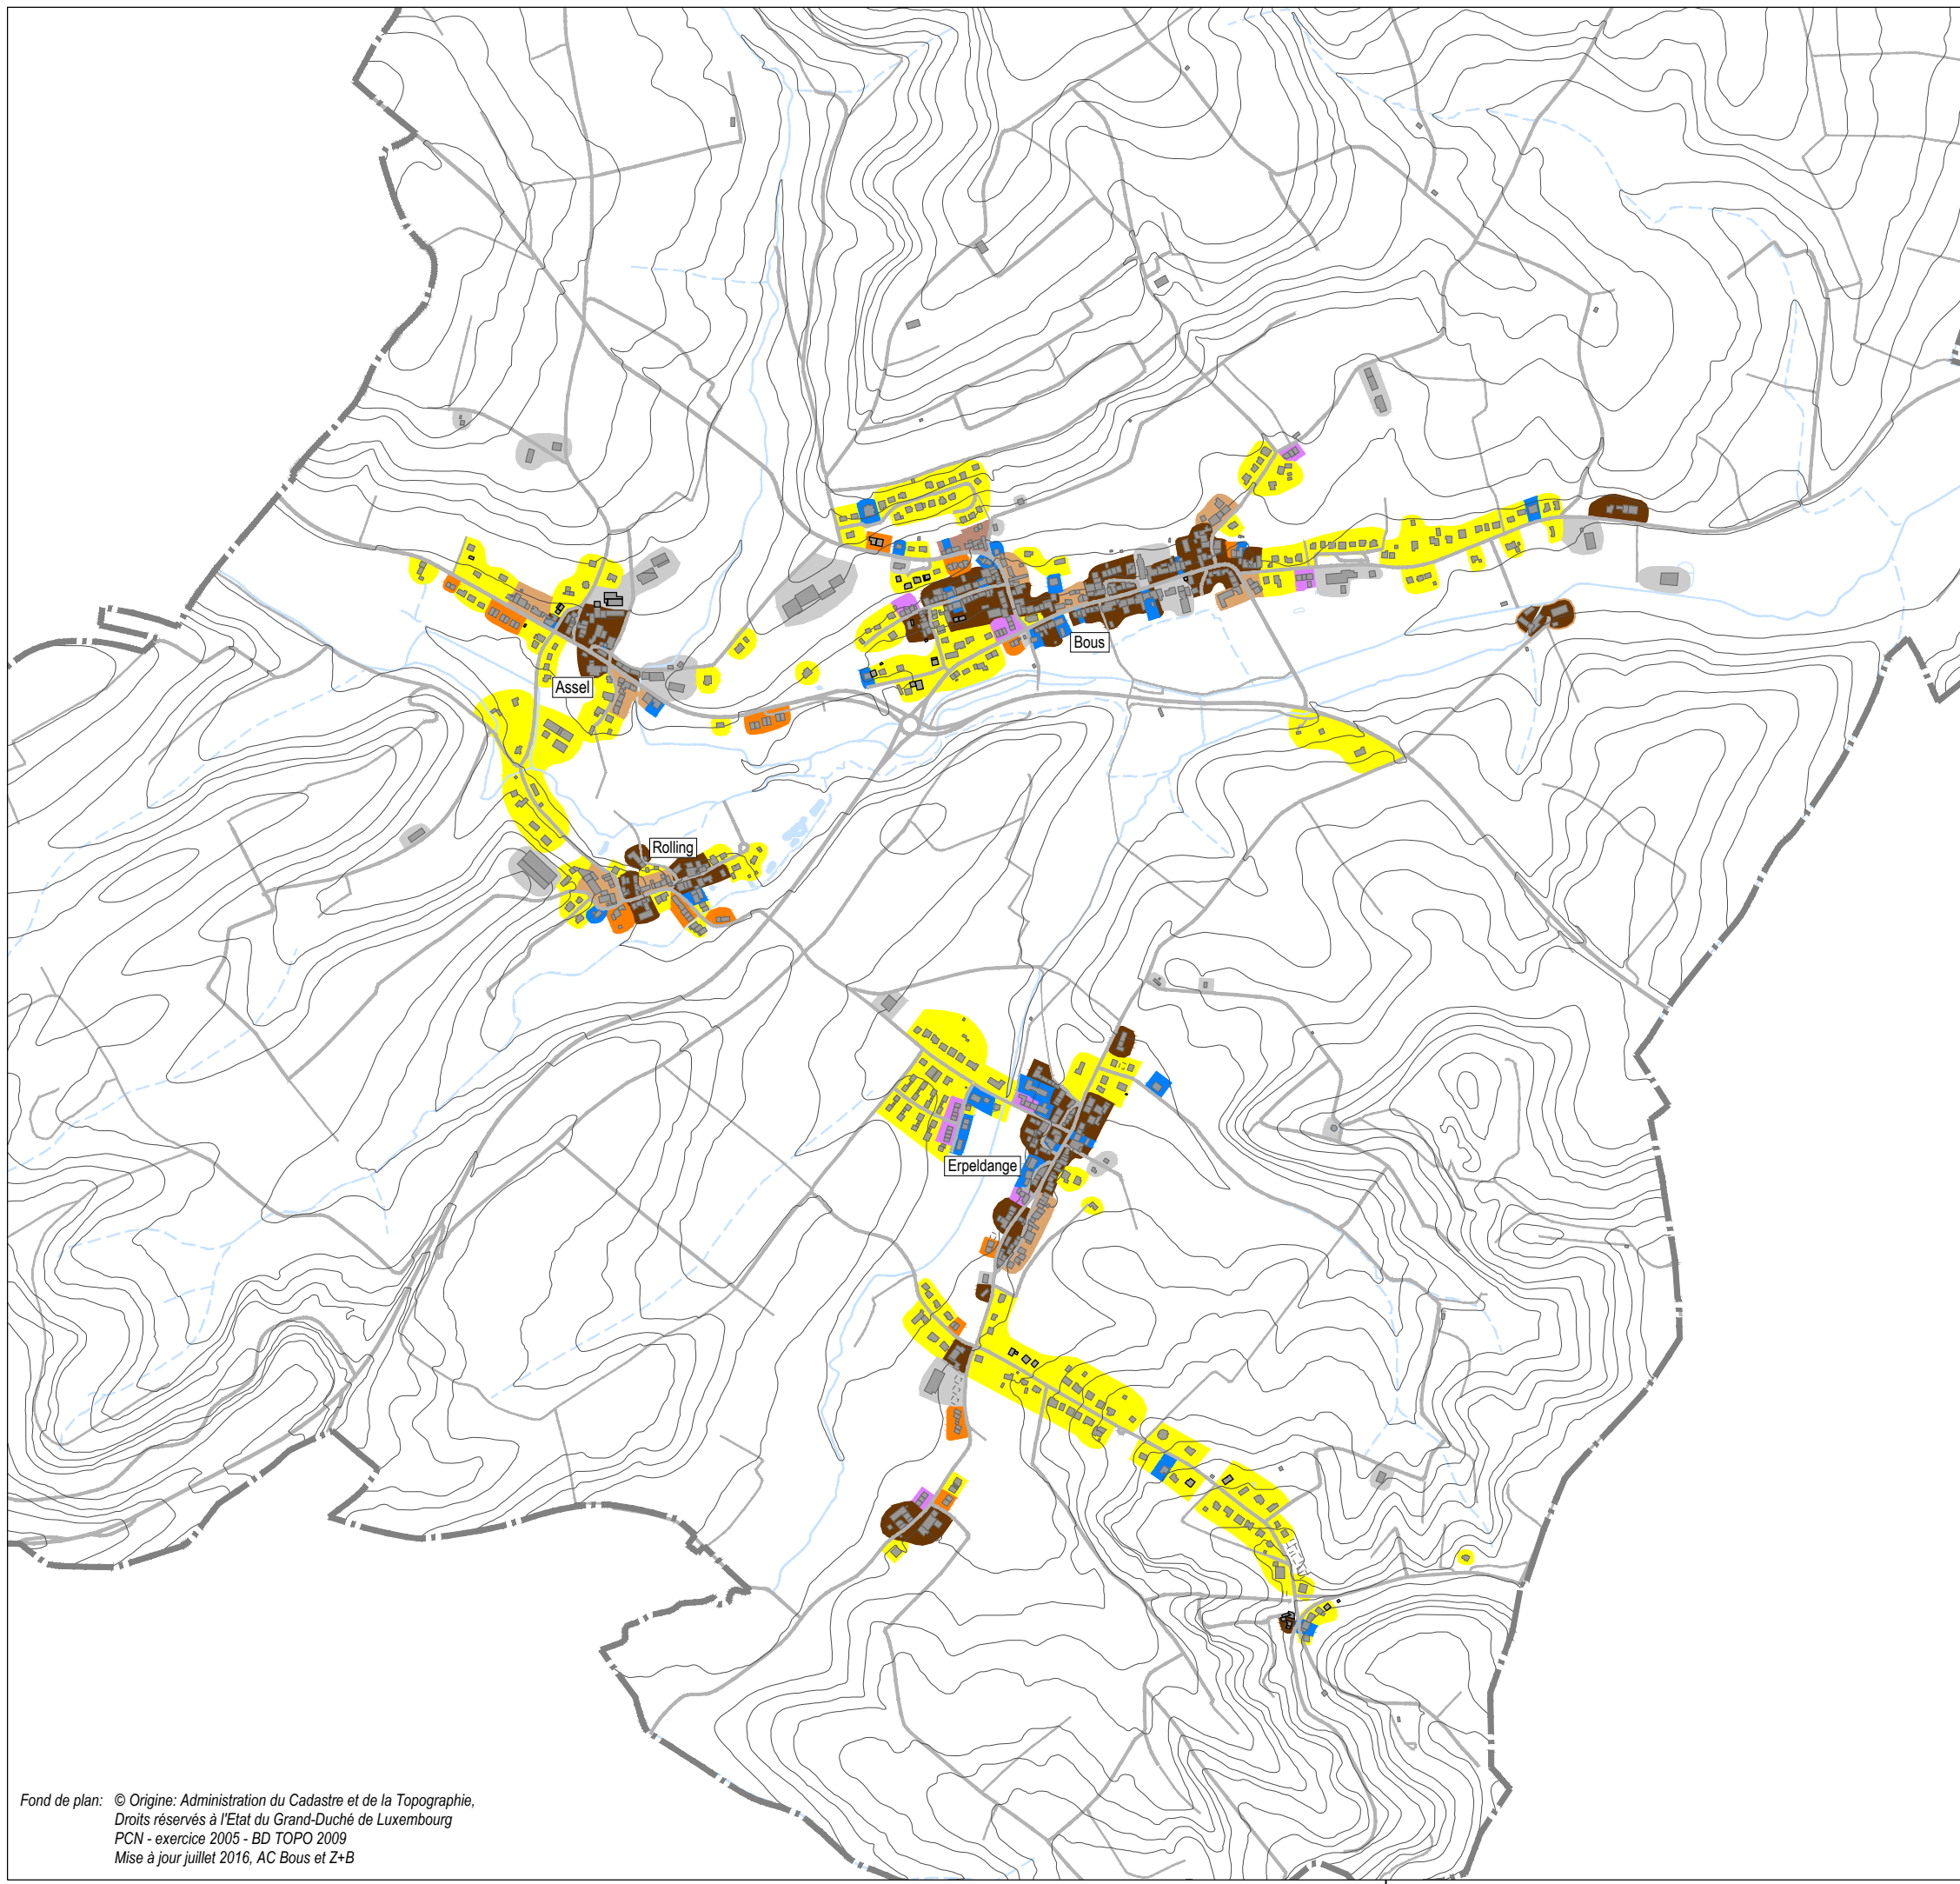 Bous
Assel
Rolling
Erpeldange
Fond de plan: © Origine: Administration du Cadastre et de la Topographie,
Droits réservés à l'Etat du Grand-Duché de Luxembourg
PCN - exercice 2005 - BD TOPO 2009
Mise à jour juillet 2016, AC Bous et Z+B